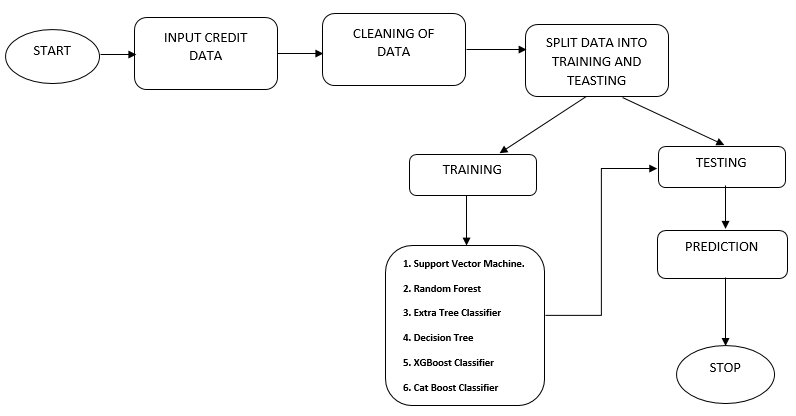 START
INPUT CREDIT
DATA
CLEANING OF
DATA
SPLIT DATA INTO
TRAINING AND
TEASTING
TRAINING
TESTING
1. Support Vector Machine.
2. Random Forest
3. Extra Tree Classifier
4. Decision Tree
5. XGBoost Classifier
6. Cat Boost Classifier
PREDICTION
STOP